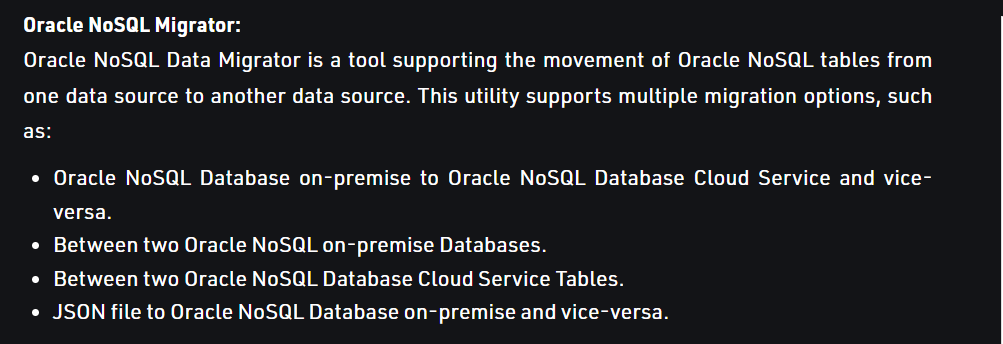 Oracle NoSQL Migrator:
Oracle NoSQL Data Migrator is a tool supporting the movement of Oracle NoSQL tables from
one data source to another data source. This utility supports multiple migration options, such
as:
• Oracle NoSQL Database on-premise to Oracle NoSQL Database Cloud Service and vice-
versa.
• Between two Oracle NoSQL on-premise Databases.
• Between two Oracle NoSQL Database Cloud Service Tables.
• JSON file to Oracle NoSQL Database on-premise and vice-versa.